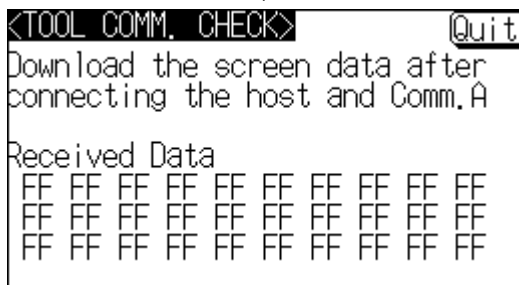 <TOOL COMM. CHECK> Quit
Download the screen data after
connecting the host and Comm.A
Received Data
FF FF FF FF FF FF FF FF FF FF
FF FF FF FF FF FF FF FF FF FF
FF FF FF FF FF FF FF FF FF FF